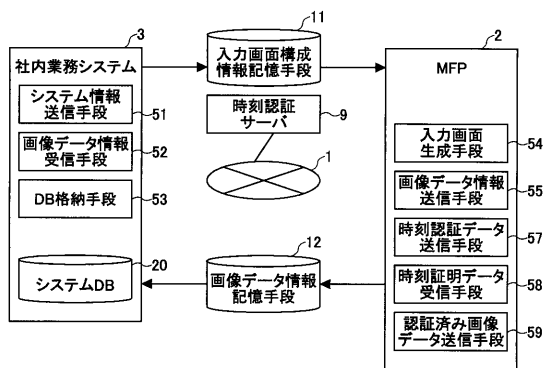 3
社内業務システム
システム情報
送信手段
51
画像データ情報
受信手段
52
DB格納手段
53
20
システムDB
11
入力画面構成
情報記憶手段
時刻認証
サーバ
9
1
12
画像データ情報
記憶手段
2
MFP
入力画面
生成手段
54
画像データ情報
送信手段
55
時刻認証データ
送信手段
57
時刻証明データ
受信手段
58
認証済み画像
データ送信手段
59